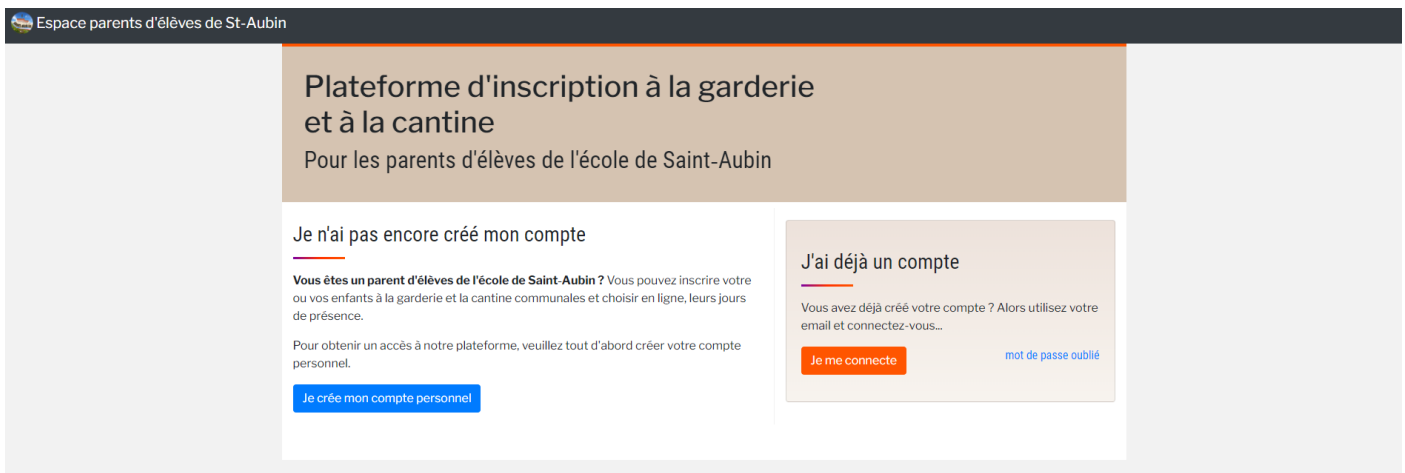 Espace parents d'élèves de St-Aubin
Plateforme d'inscription à la garderie
et à la cantine
Pour les parents d'élèves de l'école de Saint-Aubin
Je n'ai pas encore créé mon compte
Vous êtes un parent d'élèves de l'école de Saint-Aubin ? Vous pouvez inscrire votre
ou vos enfants à la garderie et la cantine communales et choisir en ligne, leurs jours
de présence.
Pour obtenir un accès à notre plateforme, veuillez tout d'abord créer votre compte
personnel.
Je crée mon compte personnel
J'ai déjà un compte
Vous avez déjà créé votre compte ? Alors utilisez votre
email et connectez-vous...
Je me connecte
mot de passe oublié